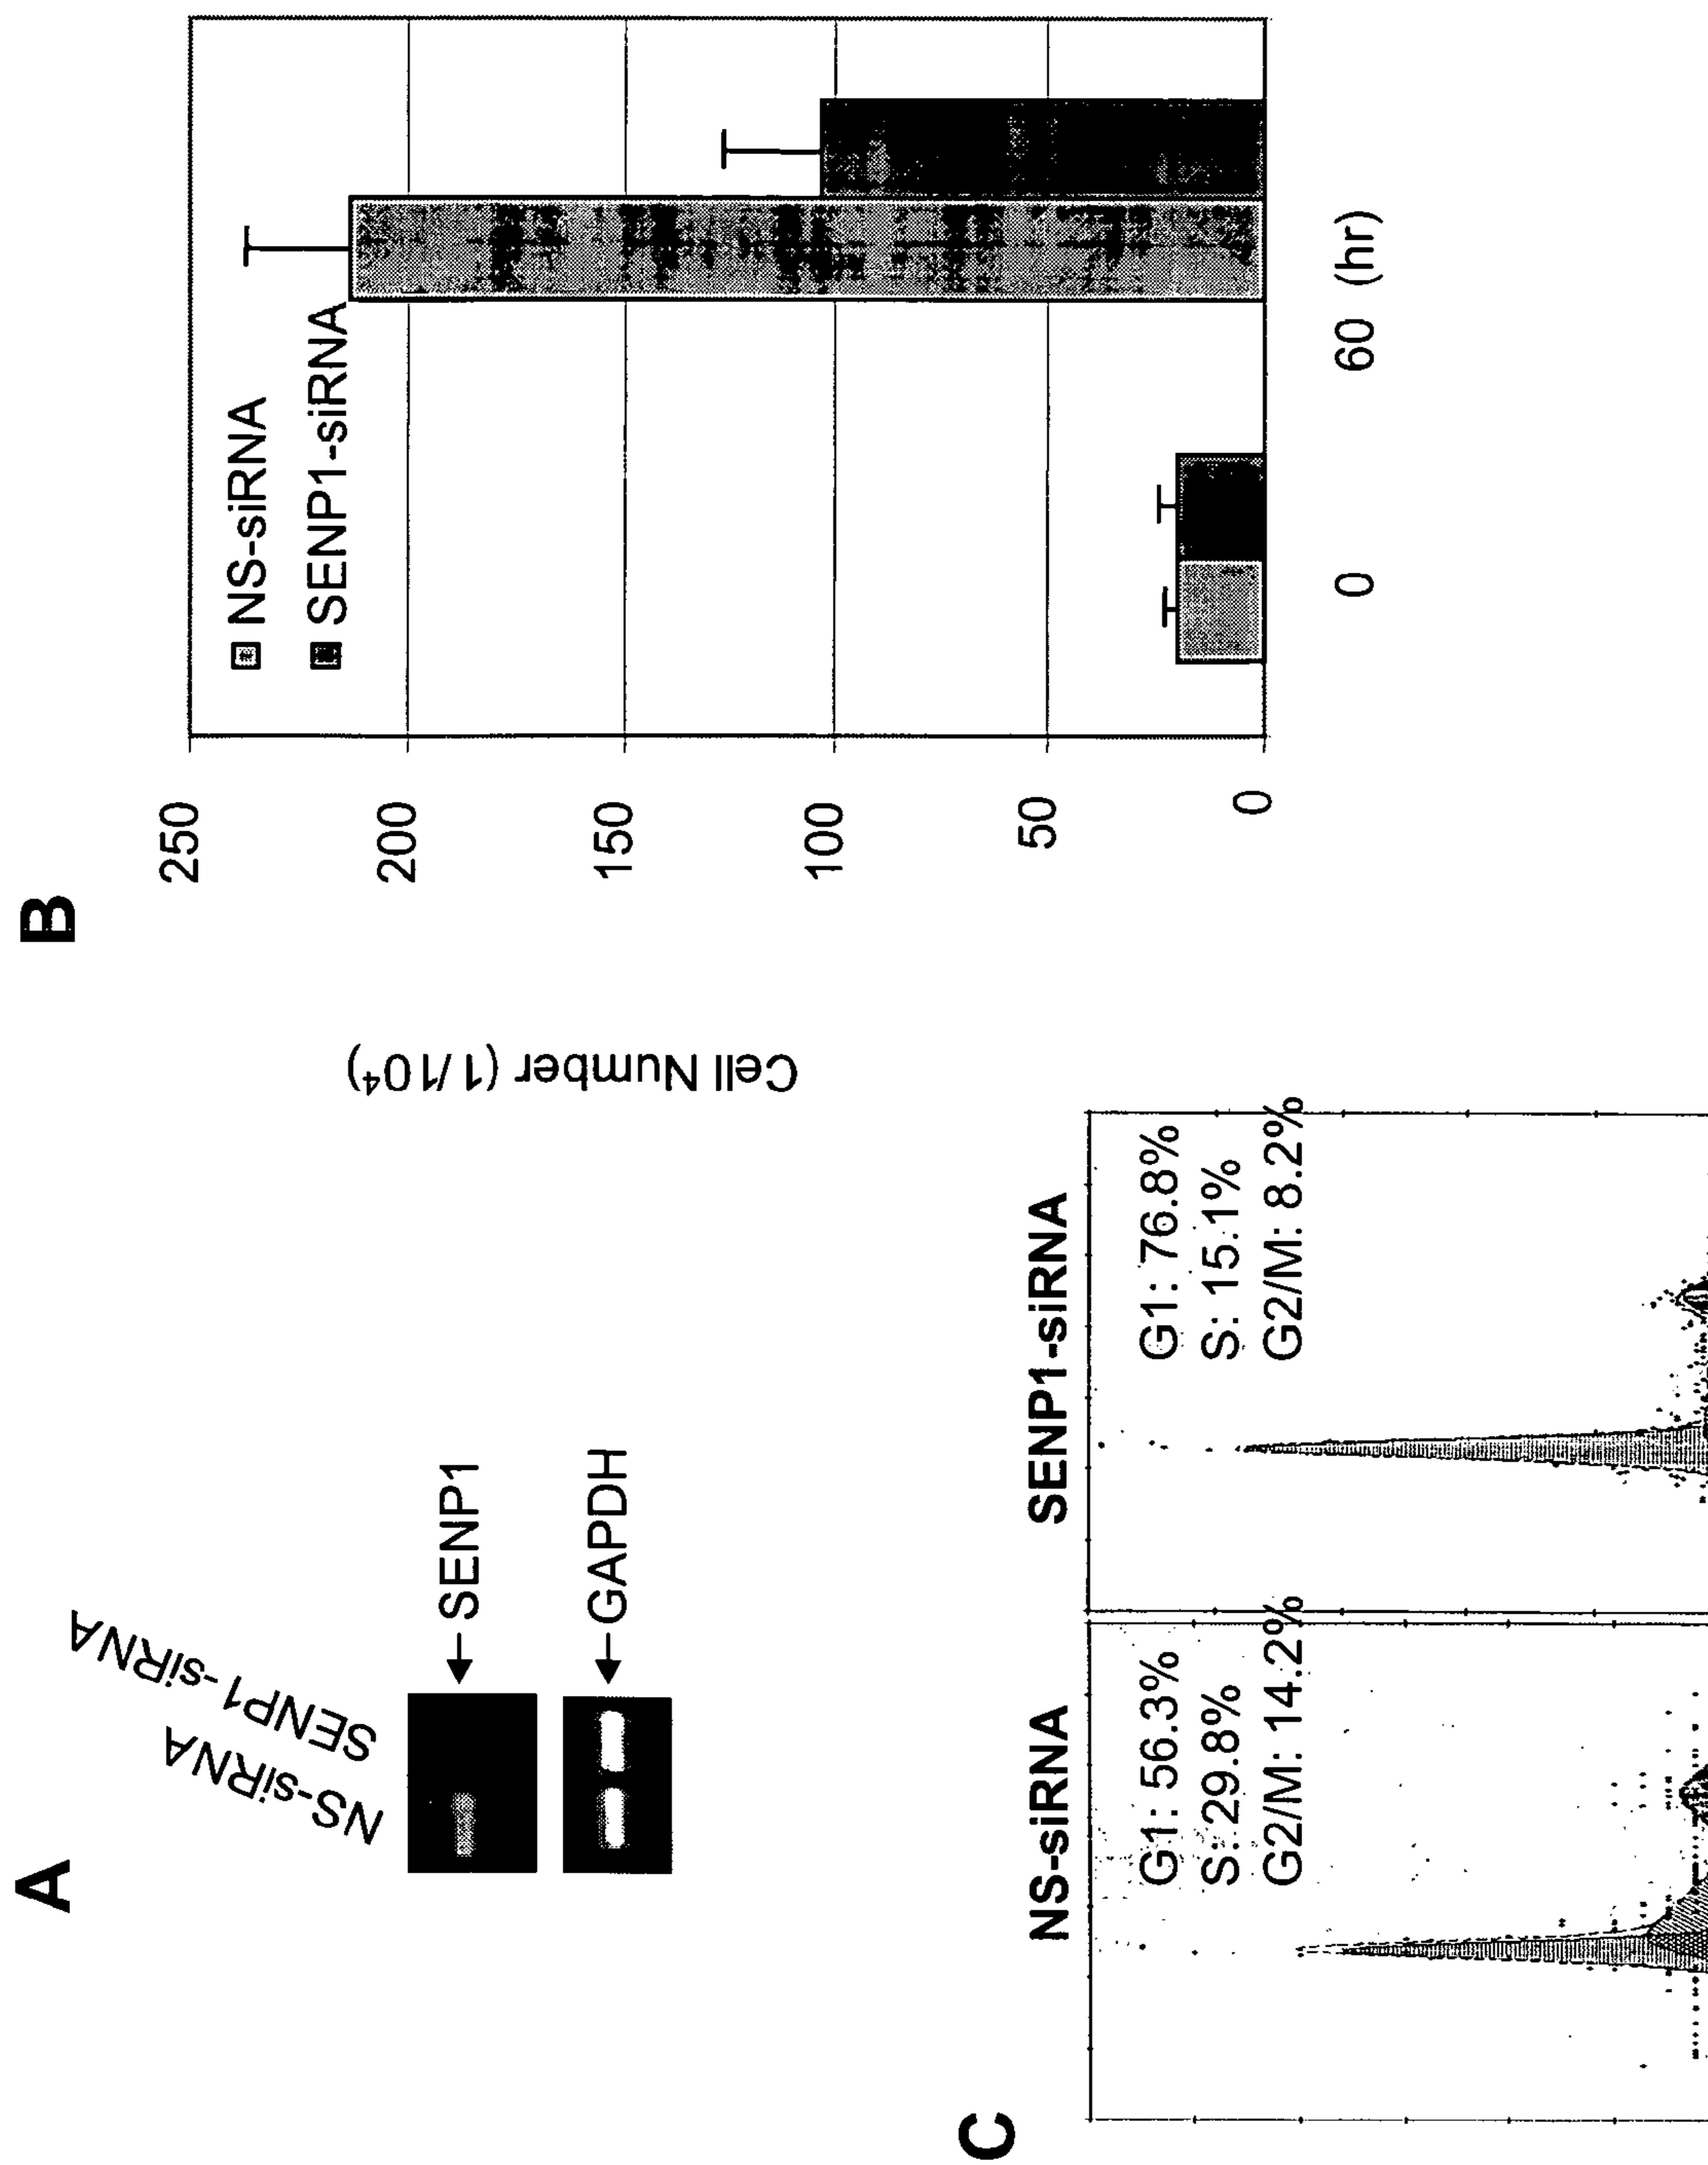 A
NS-siRNA
SENP1-siRNA
SENP1
GAPDH
B
Cell Number (1/10⁴)
250
200
150
100
50
0
NS-siRNA
SENP1-siRNA
0
60 (hr)
C
NS-siRNA
G1: 56.3%
S: 29.8%
G2/M: 14.2%
SENP1-siRNA
G1: 76.8%
S: 15.1%
G2/M: 8.2%